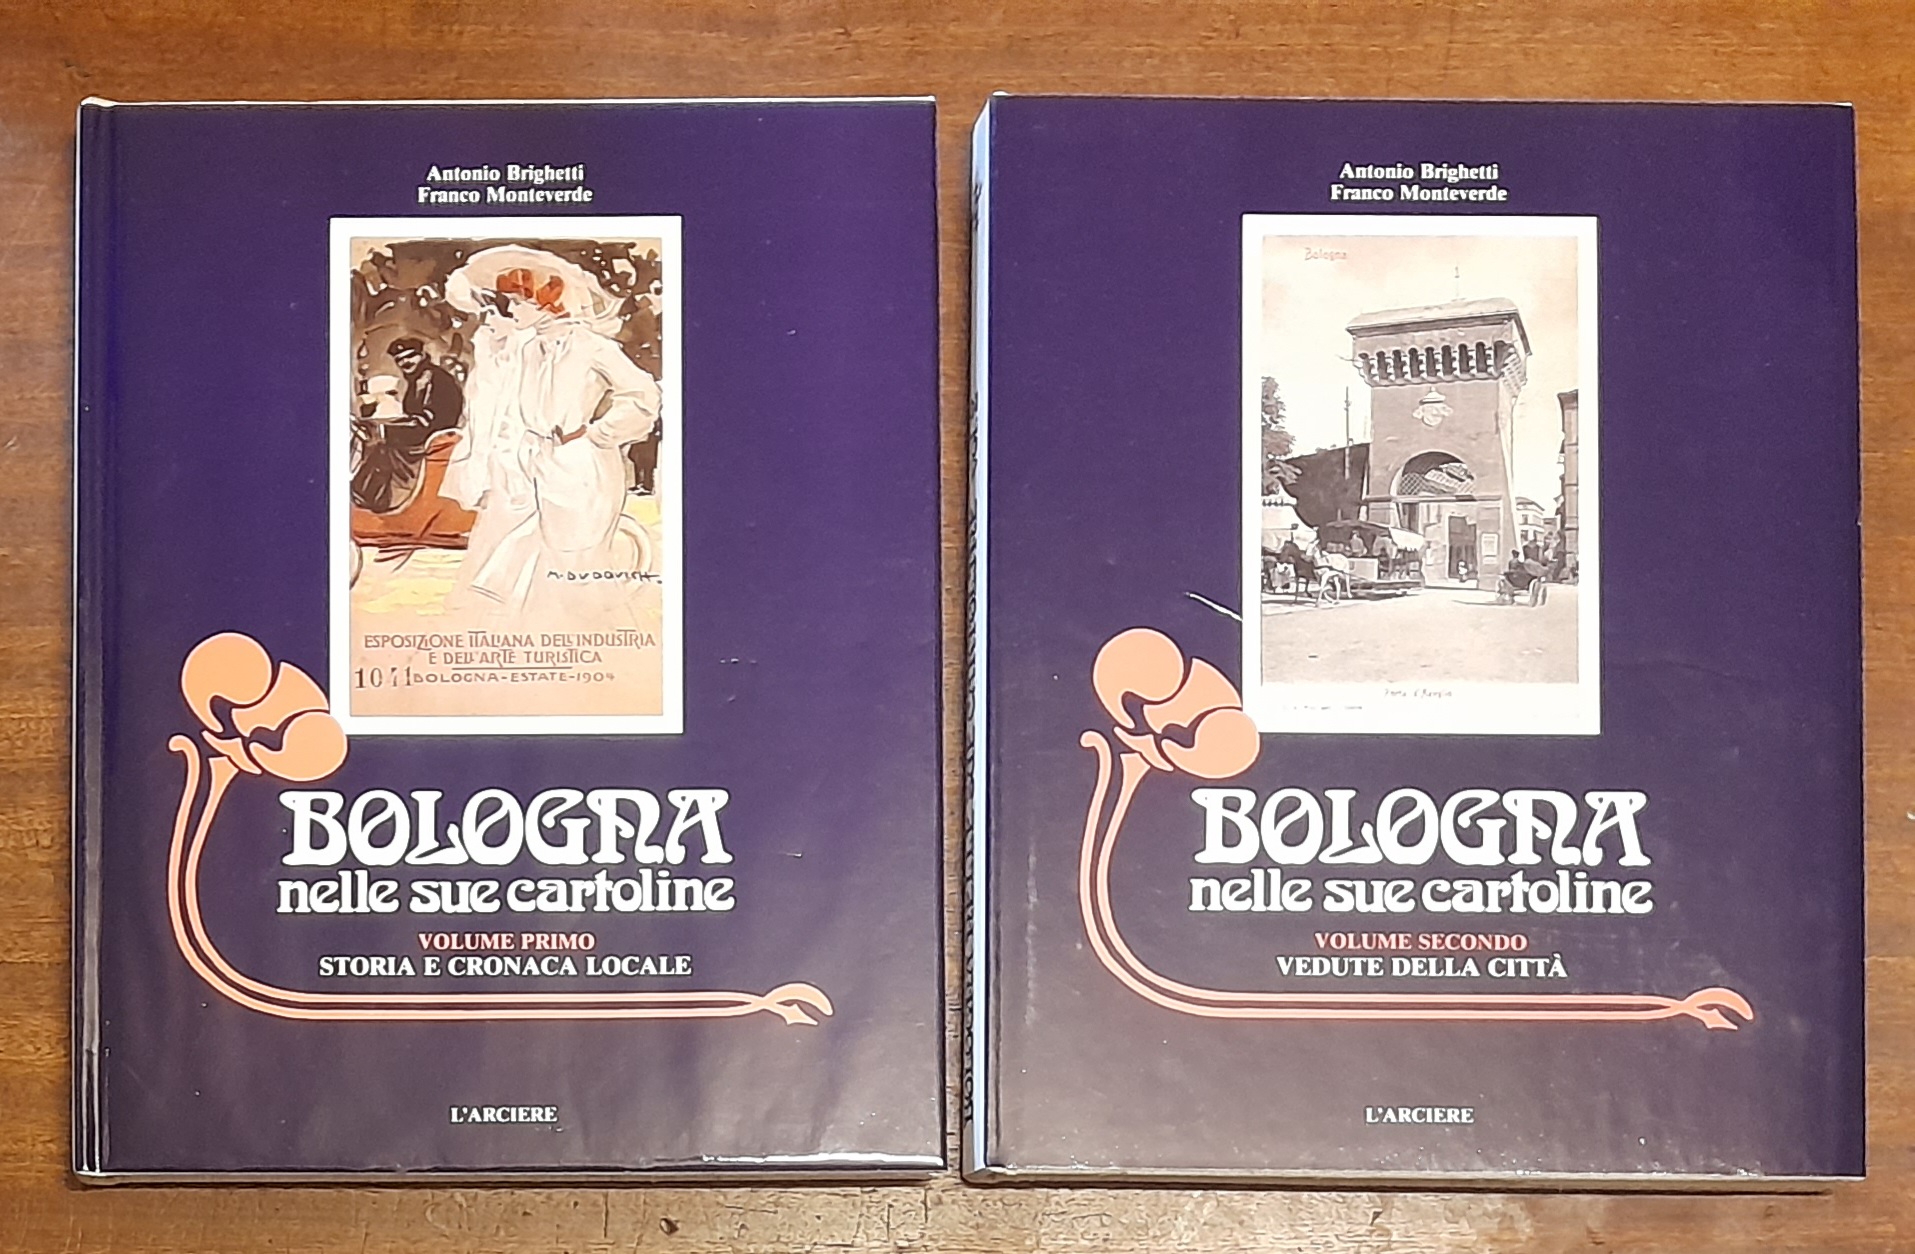 Antonio Brighetti
Franco Monteverde
M. DUDOVICH.
ESPOSIZIONE ITALIANA DELL'INDUSTRIA
E DELL'ARTE TURISTICA
1041 BOLOGNA-ESTATE-1904
BOLOGNA
nelle sue cartoline
VOLUME PRIMO
STORIA E CRONACA LOCALE
L'ARCIERE
Antonio Brighetti
Franco Monteverde
Bologna
BOLOGNA
nelle sue cartoline
VOLUME SECONDO
VEDUTE DELLA CITTÀ
L'ARCIERE